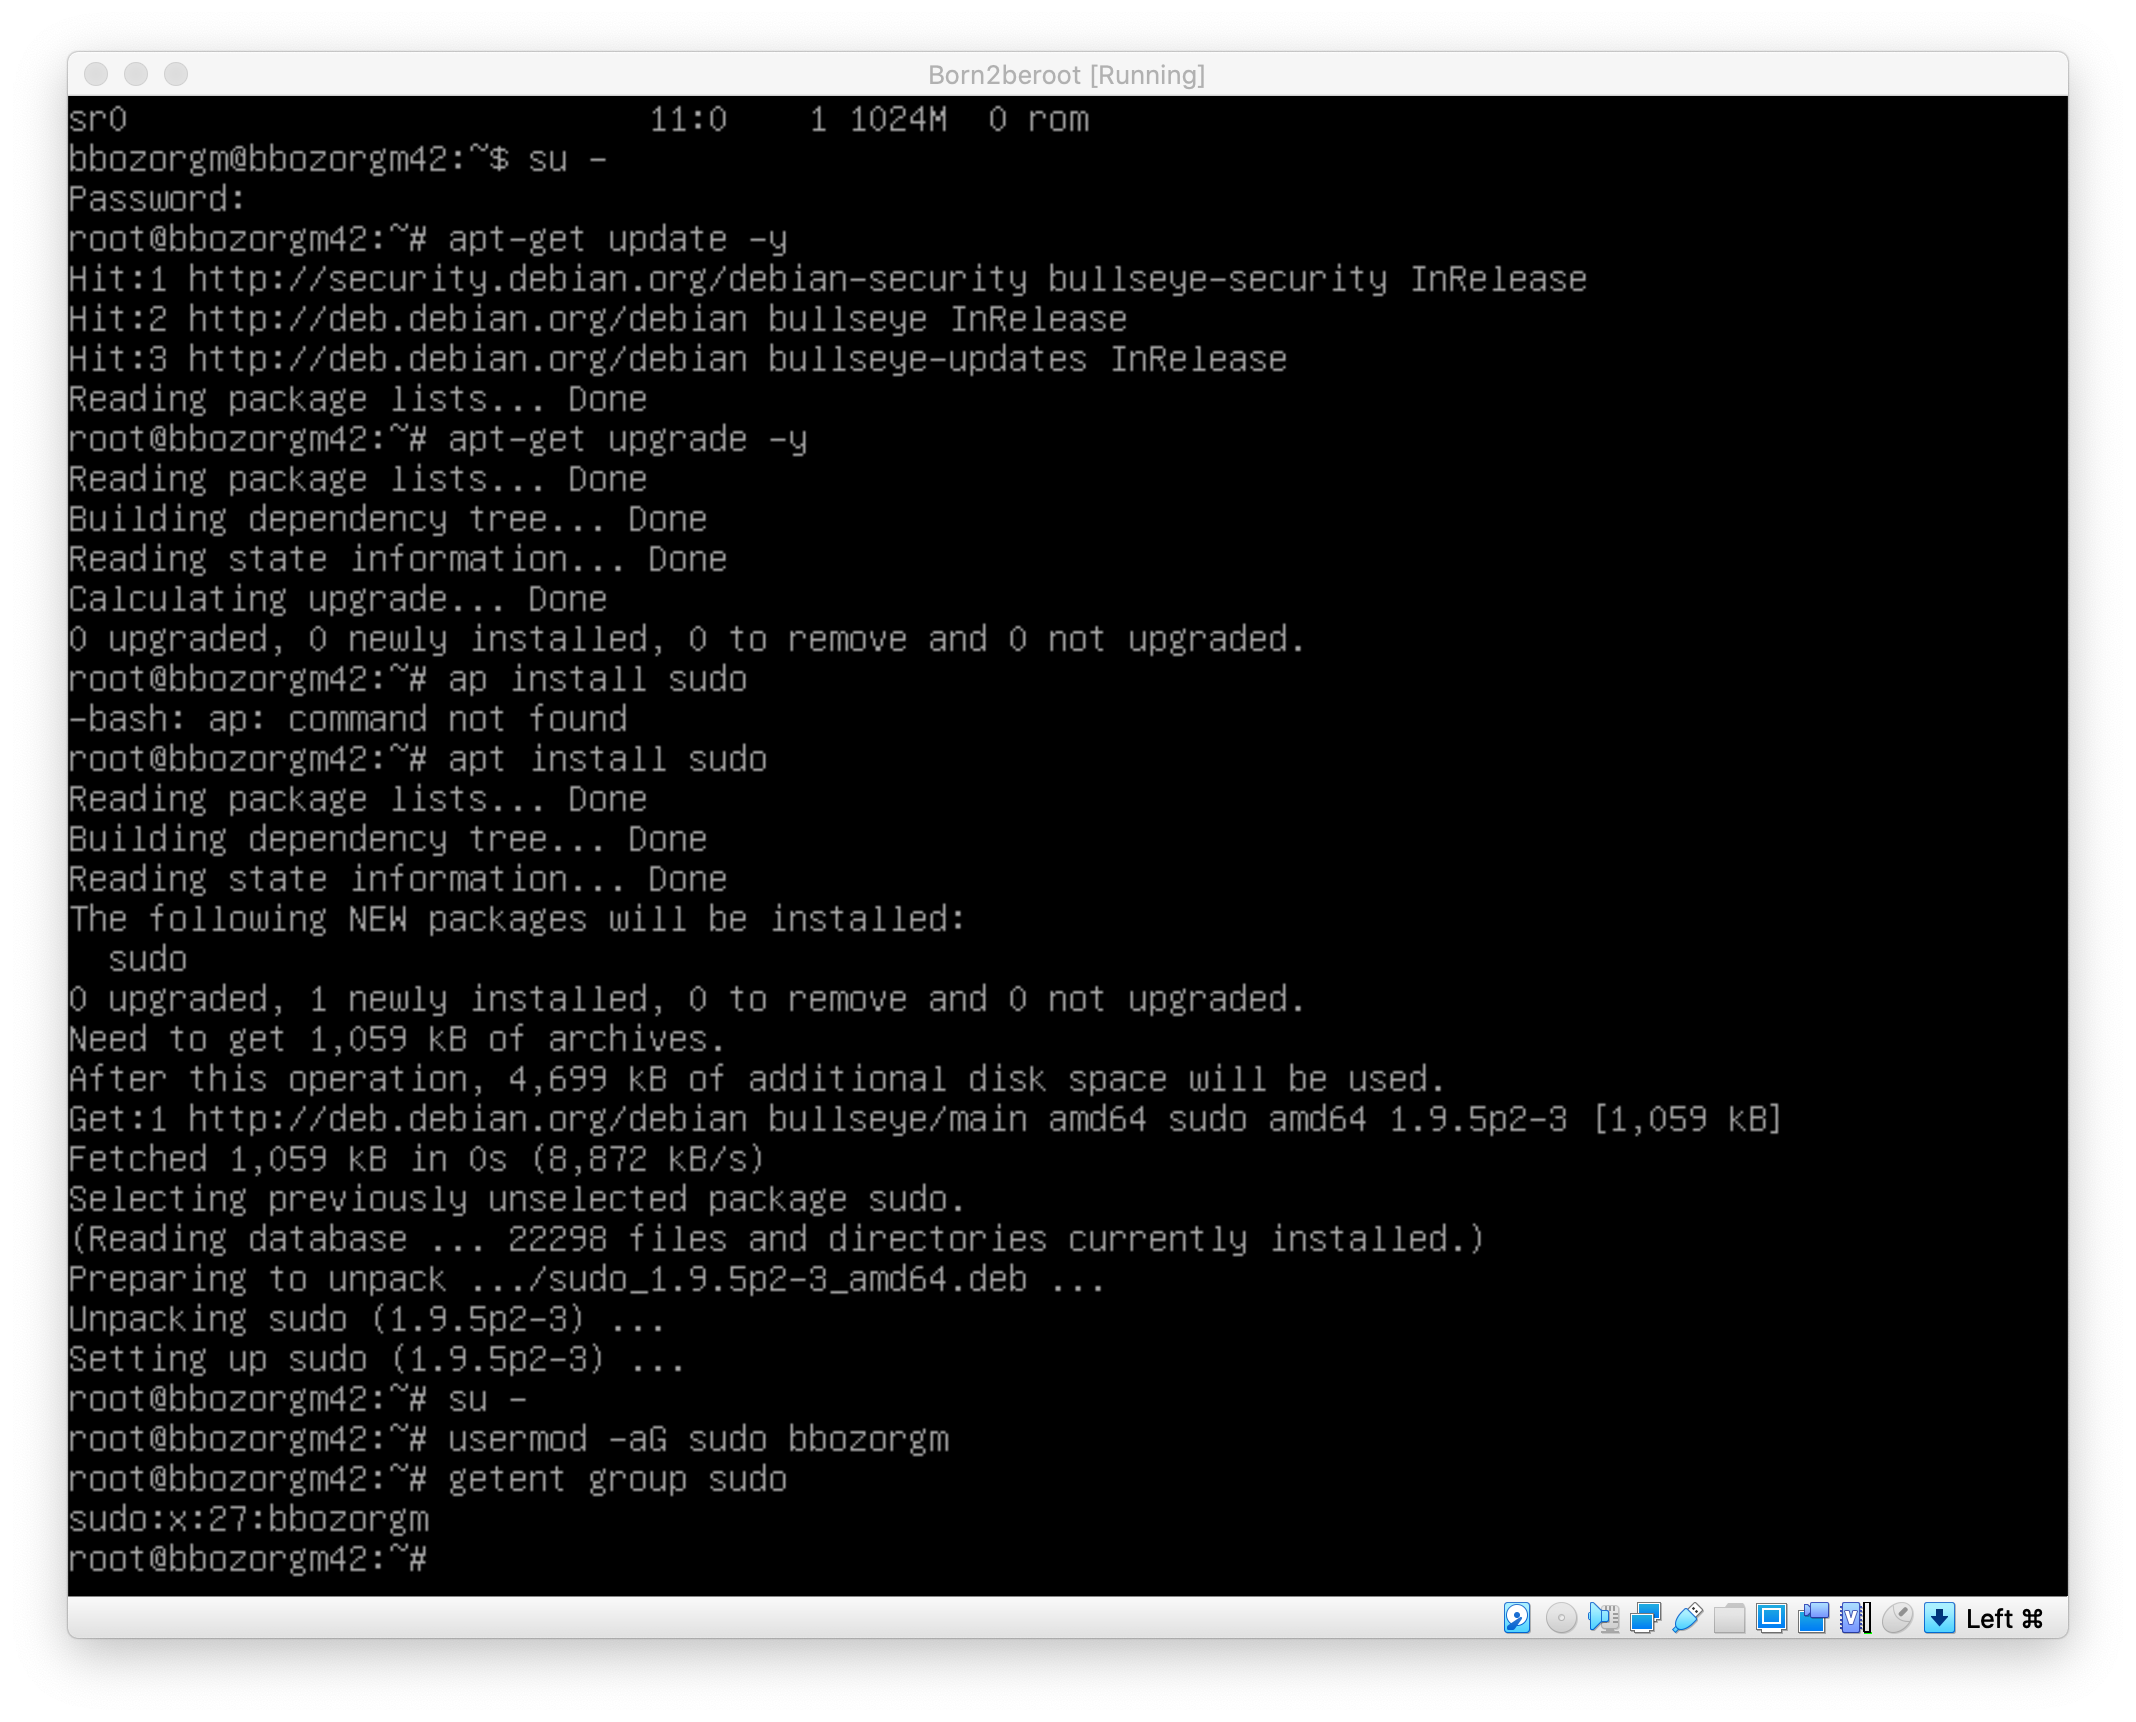 Born2beroot [Running]
sr0                          11:0    1 1024M  0 rom
bbozorgm@bbozorgm42:~$ su -
Password:
root@bbozorgm42:~# apt-get update -y
Hit:1 http://security.debian.org/debian-security bullseye-security InRelease
Hit:2 http://deb.debian.org/debian bullseye InRelease
Hit:3 http://deb.debian.org/debian bullseye-updates InRelease
Reading package lists... Done
root@bbozorgm42:~# apt-get upgrade -y
Reading package lists... Done
Building dependency tree... Done
Reading state information... Done
Calculating upgrade... Done
0 upgraded, 0 newly installed, 0 to remove and 0 not upgraded.
root@bbozorgm42:~# ap install sudo
-bash: ap: command not found
root@bbozorgm42:~# apt install sudo
Reading package lists... Done
Building dependency tree... Done
Reading state information... Done
The following NEW packages will be installed:
  sudo
0 upgraded, 1 newly installed, 0 to remove and 0 not upgraded.
Need to get 1,059 kB of archives.
After this operation, 4,699 kB of additional disk space will be used.
Get:1 http://deb.debian.org/debian bullseye/main amd64 sudo amd64 1.9.5p2-3 [1,059 kB]
Fetched 1,059 kB in 0s (8,872 kB/s)
Selecting previously unselected package sudo.
(Reading database ... 22298 files and directories currently installed.)
Preparing to unpack .../sudo_1.9.5p2-3_amd64.deb ...
Unpacking sudo (1.9.5p2-3) ...
Setting up sudo (1.9.5p2-3) ...
root@bbozorgm42:~# su -
root@bbozorgm42:~# usermod -aG sudo bbozorgm
root@bbozorgm42:~# getent group sudo
sudo:x:27:bbozorgm
root@bbozorgm42:~#
Left ⌘